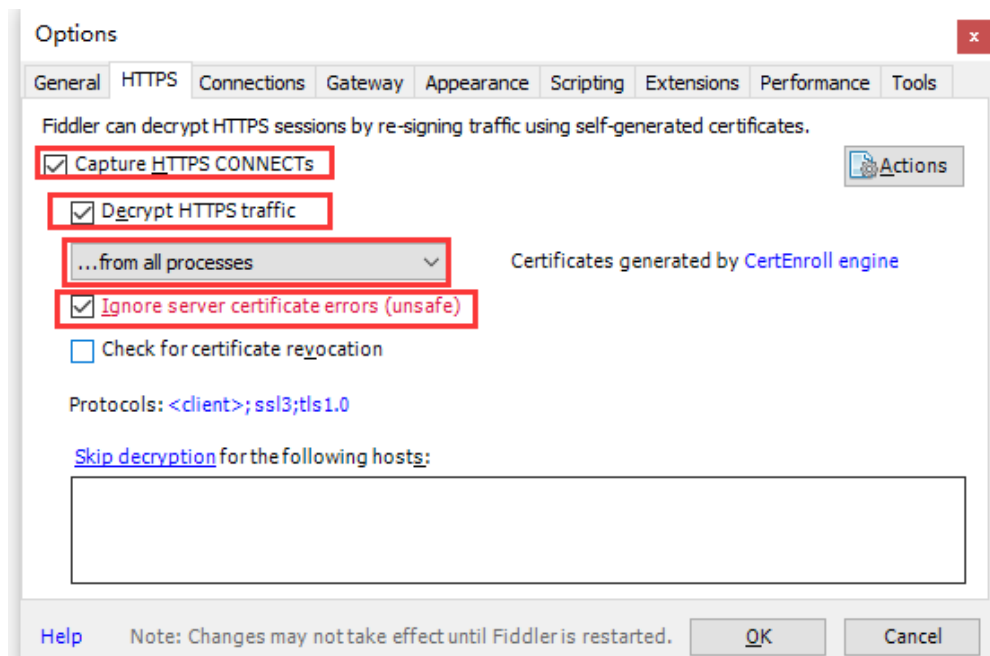 Options
x
General HTTPS Connections Gateway Appearance Scripting Extensions Performance Tools
Fiddler can decrypt HTTPS sessions by re-signing traffic using self-generated certificates.
Capture HTTPS CONNECTs
Actions
Decrypt HTTPS traffic
...from all processes
Certificates generated by CertEnroll engine
Ignore server certificate errors (unsafe)
Check for certificate revocation
Protocols: <client>; ssl3;tls1.0
Skip decryption for the following hosts:
Help Note: Changes may not take effect until Fiddler is restarted. OK Cancel